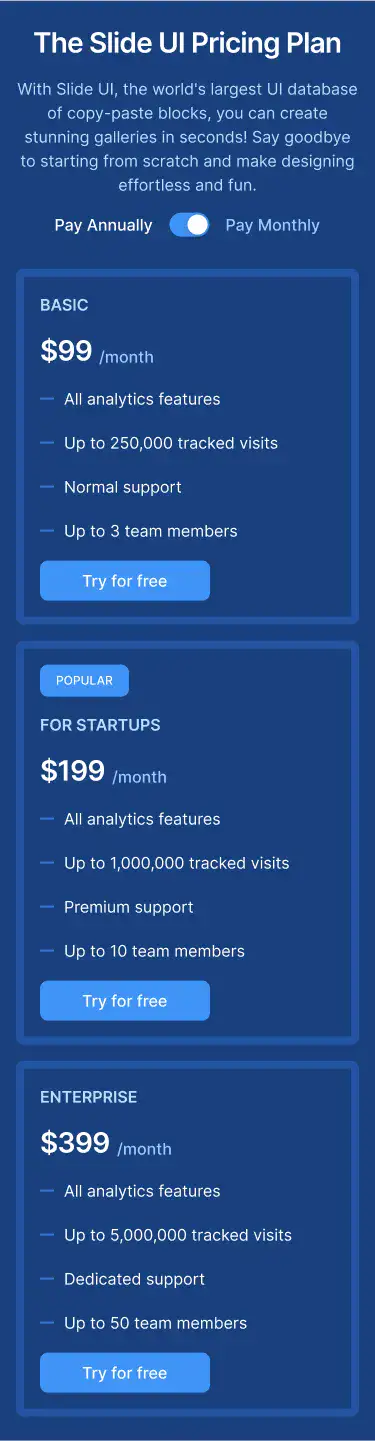 The Slide UI Pricing Plan
With Slide UI, the world's largest UI database
of copy-paste blocks, you can create
stunning galleries in seconds! Say goodbye
to starting from scratch and make designing
effortless and fun.
Pay Annually Pay Monthly
BASIC
$99 /month
All analytics features
Up to 250,000 tracked visits
Normal support
Up to 3 team members
Try for free
POPULAR
FOR STARTUPS
$199 /month
All analytics features
Up to 1,000,000 tracked visits
Premium support
Up to 10 team members
Try for free
ENTERPRISE
$399 /month
All analytics features
Up to 5,000,000 tracked visits
Dedicated support
Up to 50 team members
Try for free